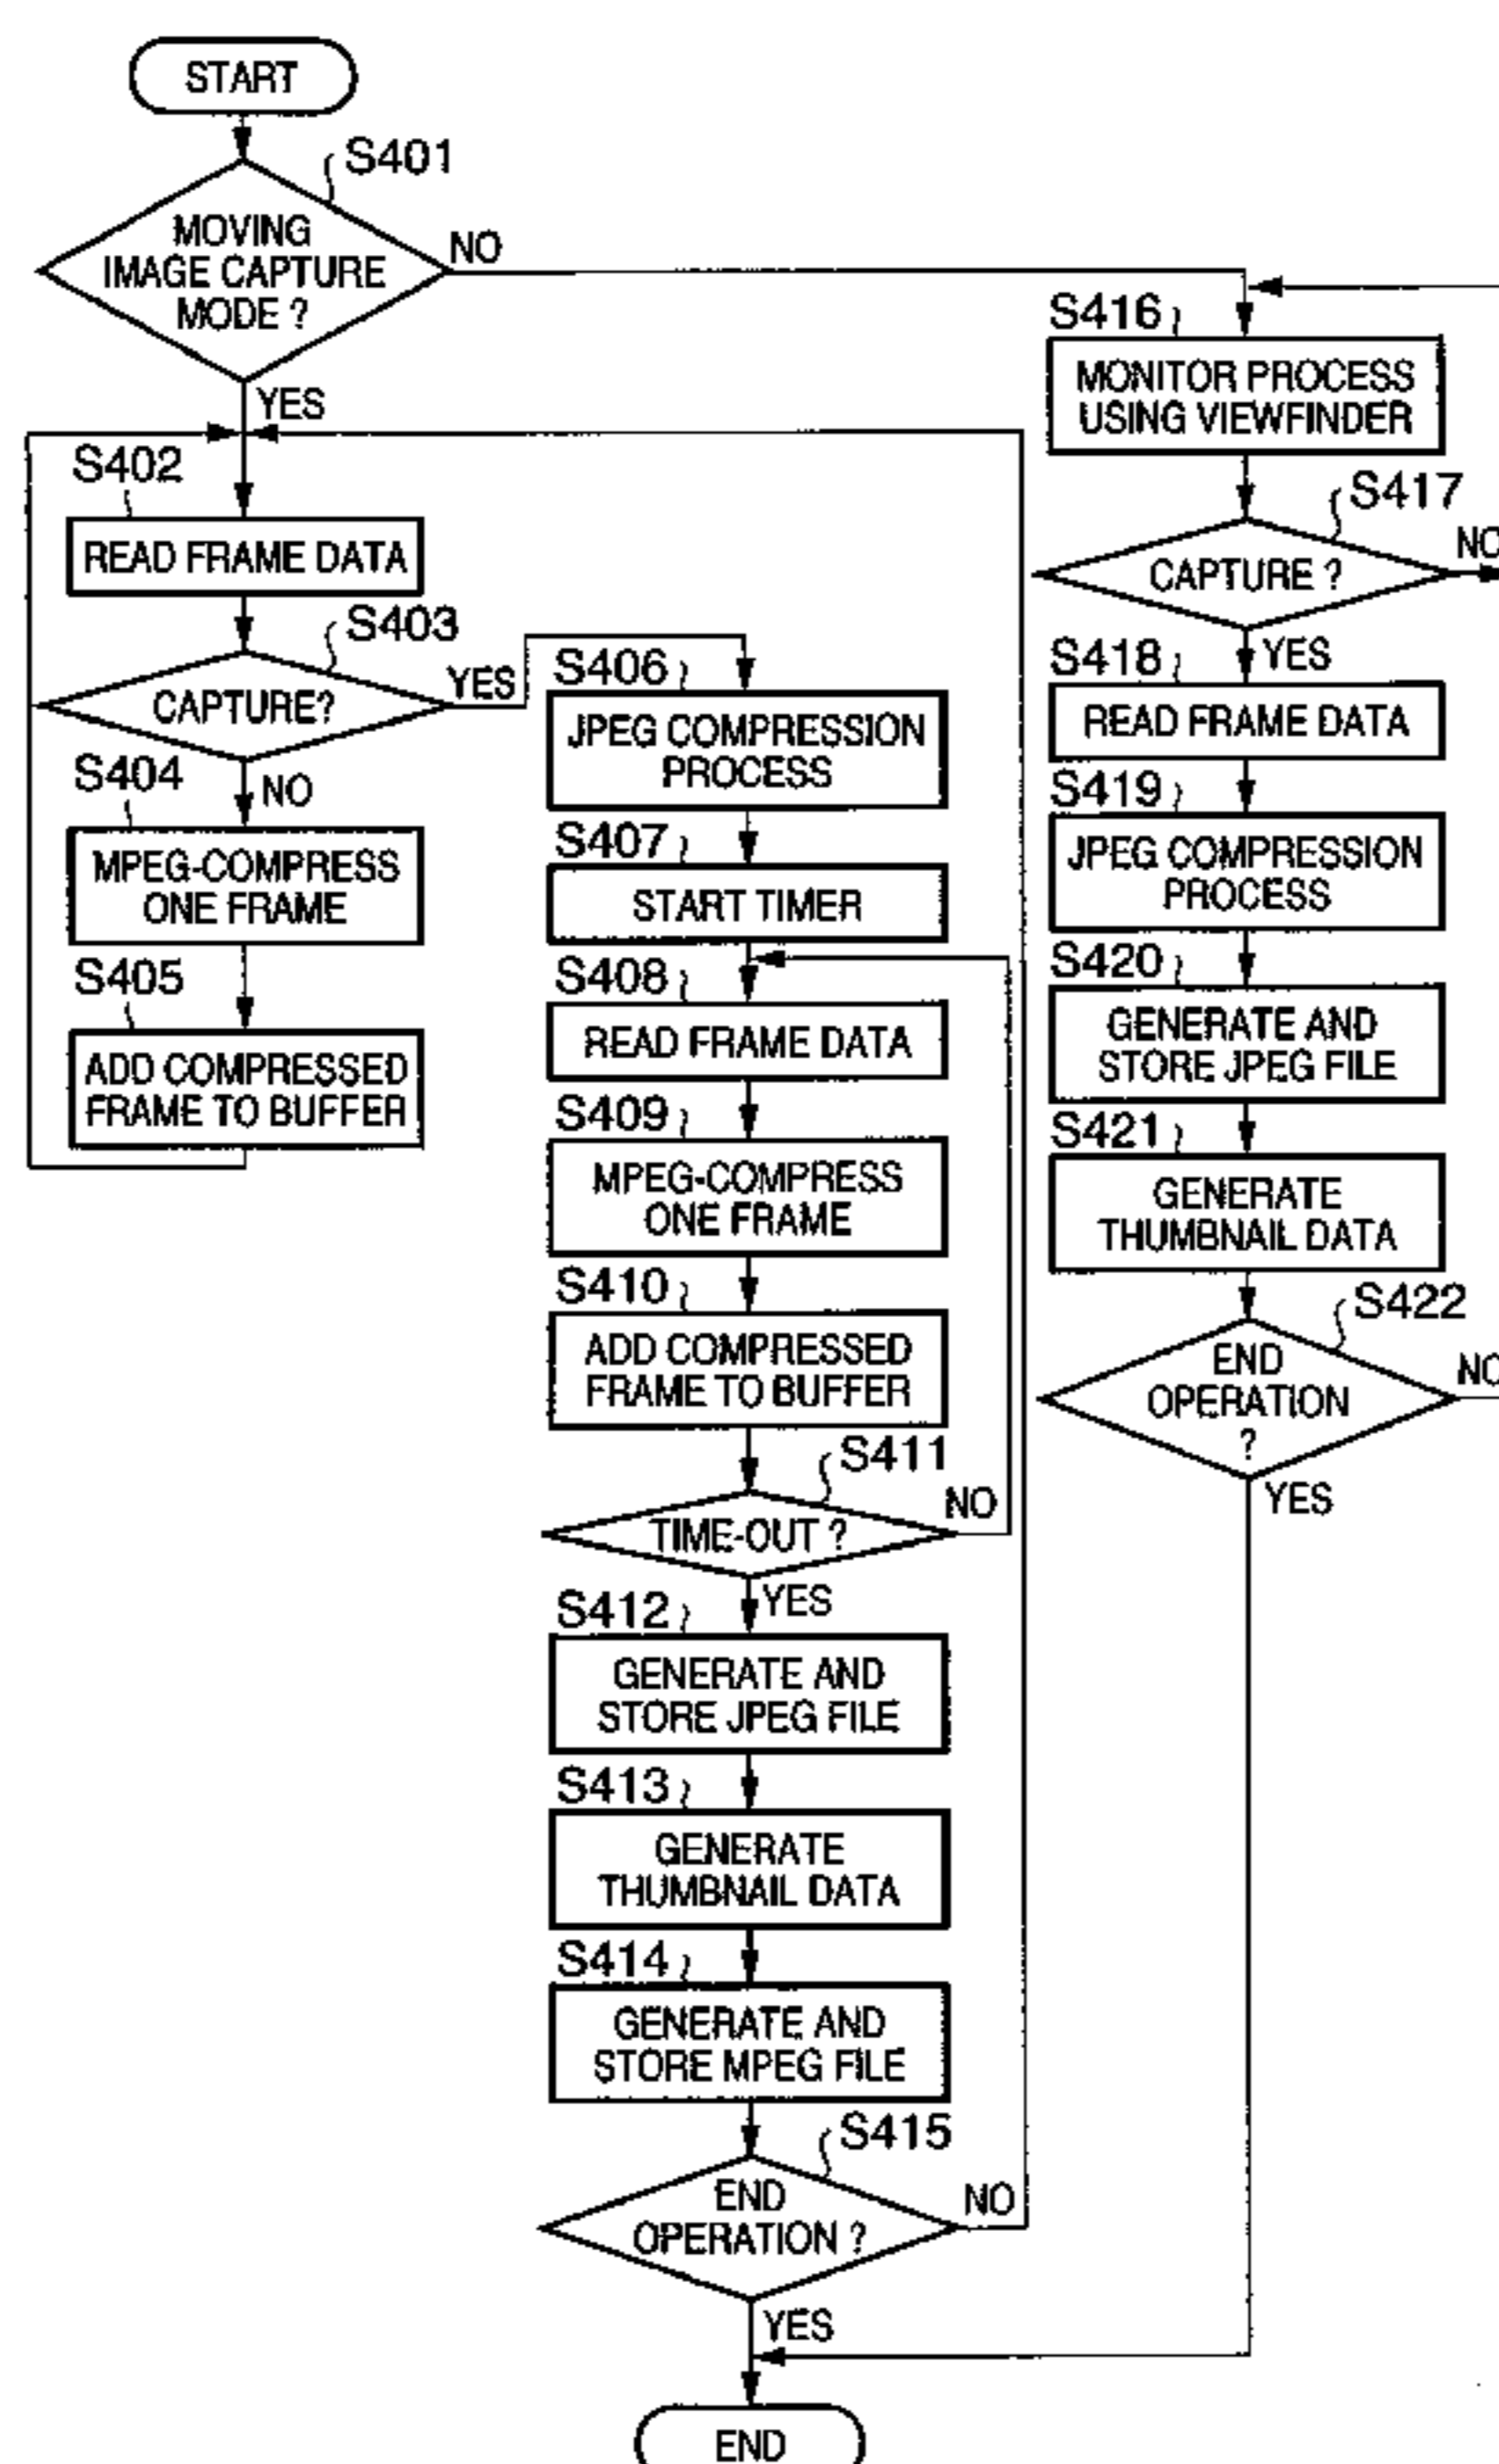 START
S401
MOVING
IMAGE CAPTURE
MODE ?
NO
YES
S402
READ FRAME DATA
S403
CAPTURE?
YES
NO
S404
MPEG-COMPRESS
ONE FRAME
S405
ADD COMPRESSED
FRAME TO BUFFER
S406
JPEG COMPRESSION
PROCESS
S407
START TIMER
S408
READ FRAME DATA
S409
MPEG-COMPRESS
ONE FRAME
S410
ADD COMPRESSED
FRAME TO BUFFER
S411
TIME-OUT ?
NO
YES
S412
GENERATE AND
STORE JPEG FILE
S413
GENERATE
THUMBNAIL DATA
S414
GENERATE AND
STORE MPEG FILE
S415
END
OPERATION ?
NO
YES
END
S416
MONITOR PROCESS
USING VIEWFINDER
S417
CAPTURE ?
NO
YES
S418
READ FRAME DATA
S419
JPEG COMPRESSION
PROCESS
S420
GENERATE AND
STORE JPEG FILE
S421
GENERATE
THUMBNAIL DATA
S422
END
OPERATION
?
NO
YES